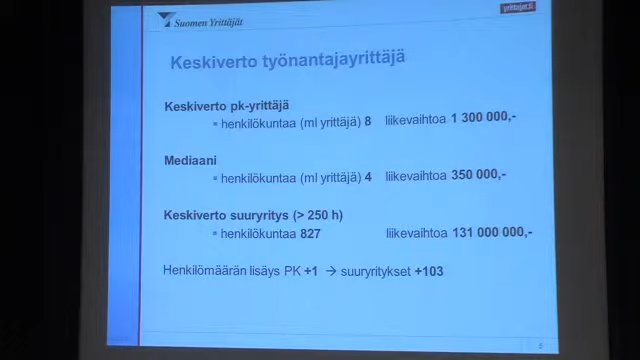 Suomen Yrittäjät
yrittajat.fi
Keskiverto työnantajayrittäjä
Keskiverto pk-yrittäjä
▪ henkilökuntaa (ml yrittäjä) 8 liikevaihtoa 1 300 000,-
Mediaani
▪ henkilökuntaa (ml yrittäjä) 4 liikevaihtoa 350 000,-
Keskiverto suuryritys (> 250 h)
▪ henkilökuntaa 827 liikevaihtoa 131 000 000,-
Henkilömäärän lisäys PK +1 → suuryritykset +103